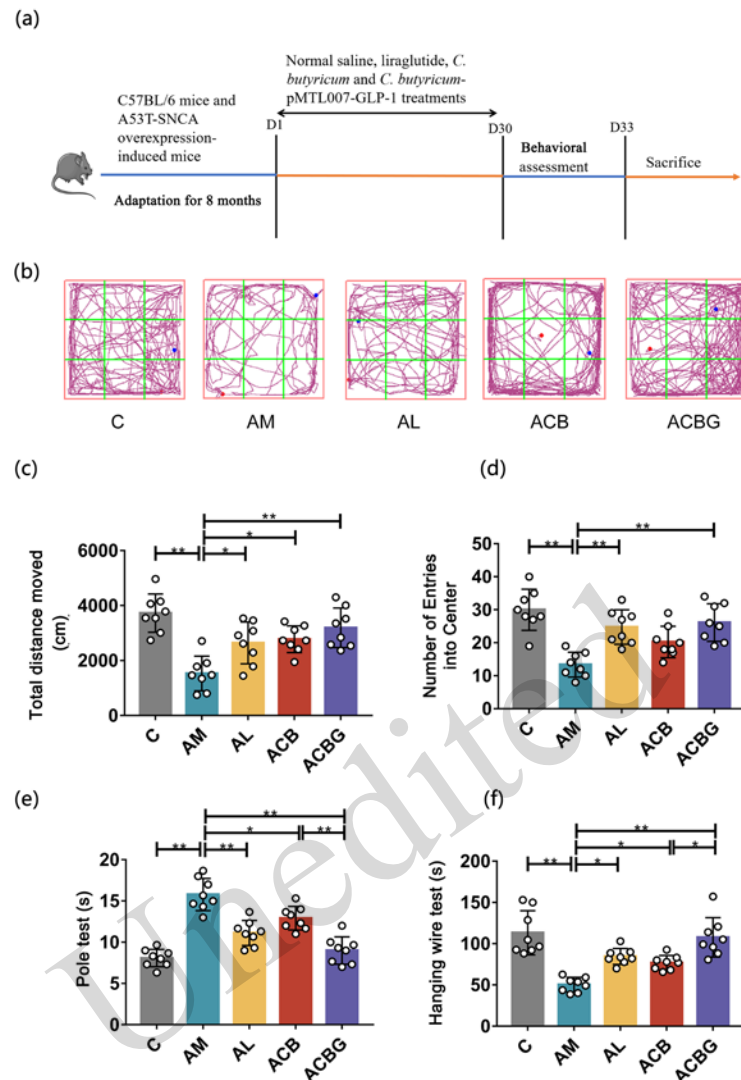 (a)
Normal saline, liraglutide, C.
butyricum and C. butyricum-
pMTL007-GLP-1 treatments
C57BL/6 mice and
A53T-SNCA
overexpression-
induced mice
D1
D30
D33
Behavioral
assessment
Sacrifice
Adaptation for 8 months
(b)
C
AM
AL
ACB
ACBG
(c)
**
*
**
*
Total distance moved
(cm)
6000
4000
2000
0
C
AM
AL
ACB
ACBG
(d)
**
**
**
Number of Entries
into Center
50
40
30
20
10
0
C
AM
AL
ACB
ACBG
(e)
**
*
**
**
**
Pole test (s)
20
15
10
5
0
C
AM
AL
ACB
ACBG
(f)
**
*
*
**
*
Hanging wire test (s)
200
150
100
50
0
C
AM
AL
ACB
ACBG
Unedited